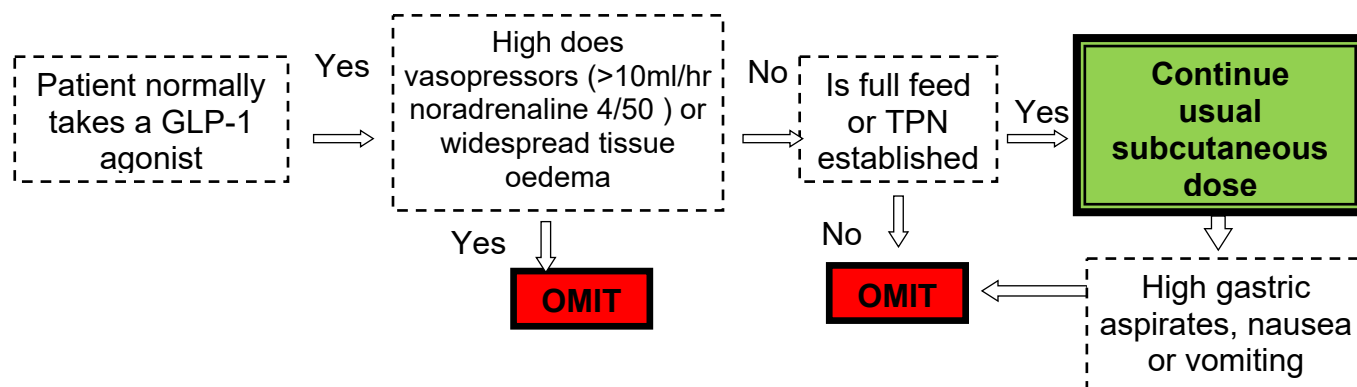 Patient normally
takes a GLP-1
agonist
Yes
High does
vasopressors (>10ml/hr
noradrenaline 4/50 ) or
widespread tissue
oedema
No
Is full feed
or TPN
established
Yes
Continue
usual
subcutaneous
dose
Yes
OMIT
No
OMIT
High gastric
aspirates, nausea
or vomiting